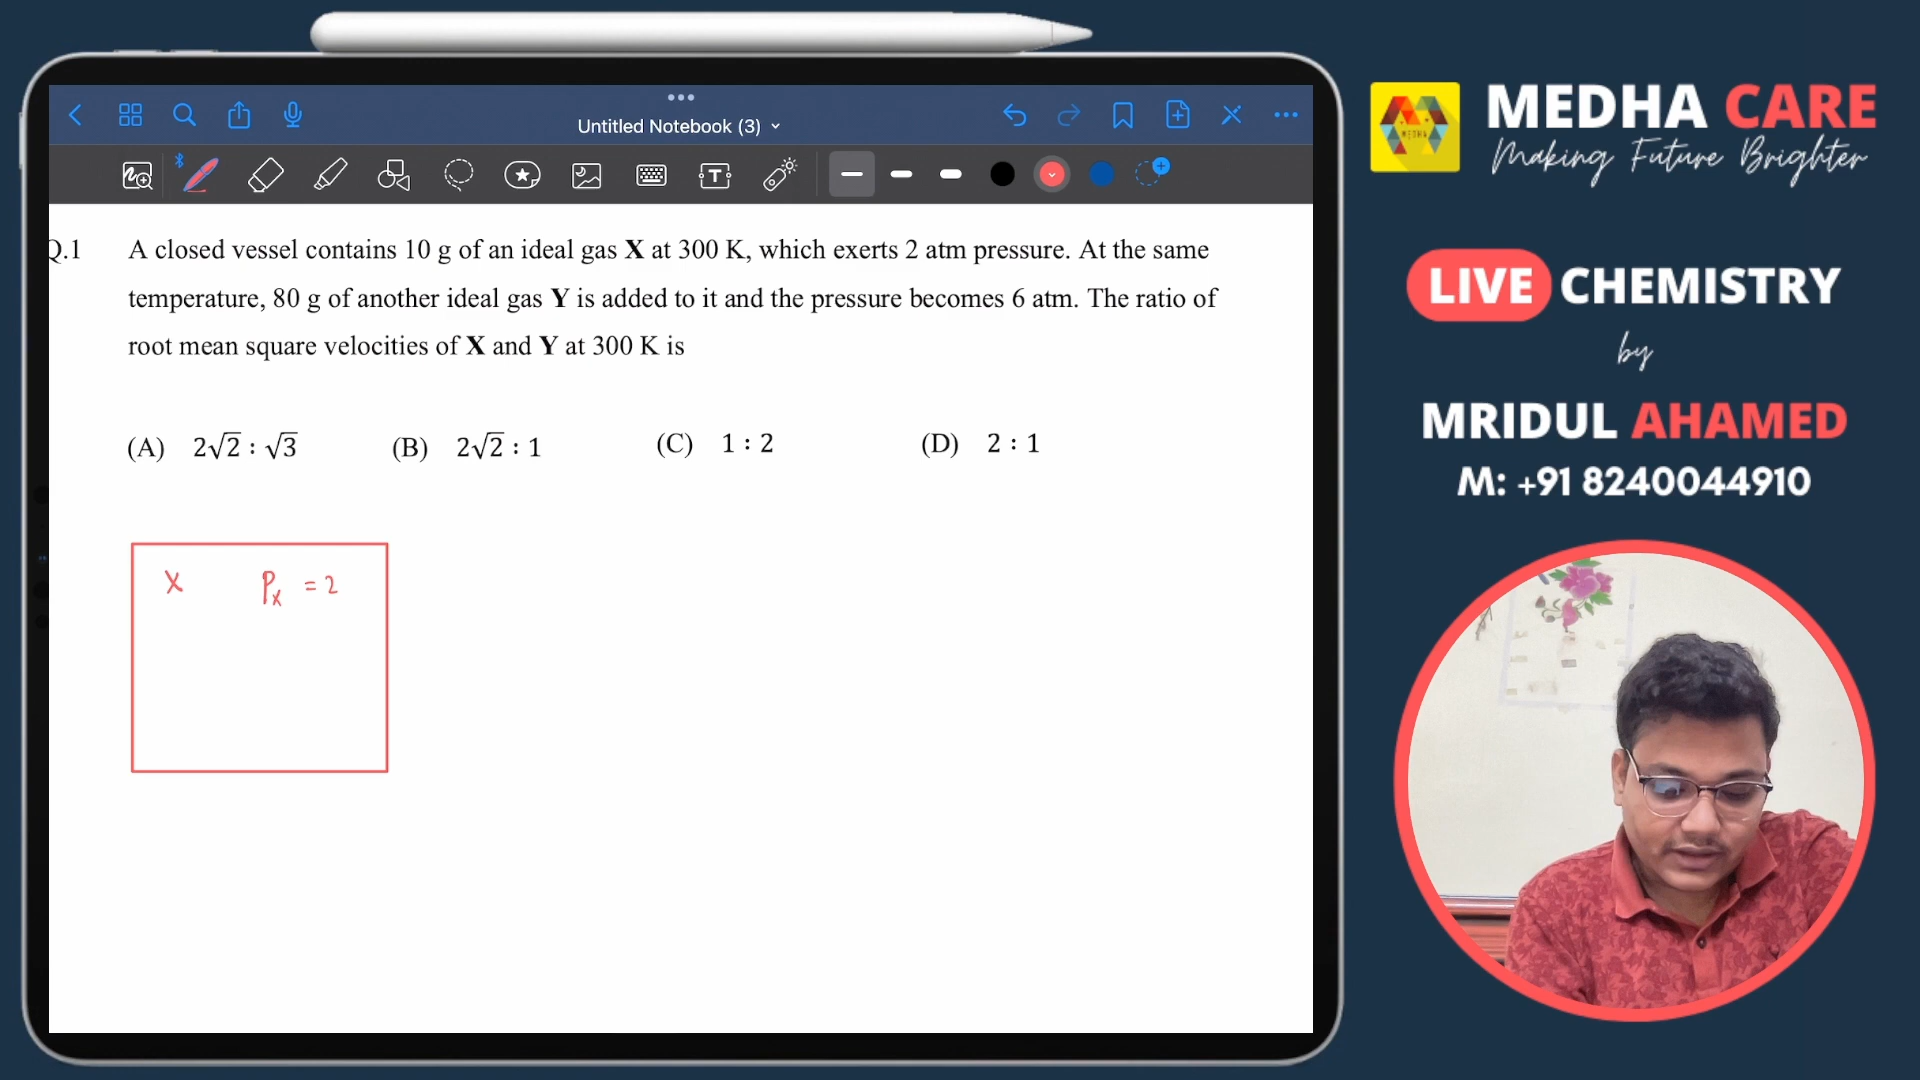 Untitled Notebook (3)
MEDHA CARE
Making Future Brighter
MEDHA
LIVE CHEMISTRY
by
MRIDUL AHAMED
M: +91 8240044910
Q.1 A closed vessel contains 10 g of an ideal gas X at 300 K, which exerts 2 atm pressure. At the same
temperature, 80 g of another ideal gas Y is added to it and the pressure becomes 6 atm. The ratio of
root mean square velocities of X and Y at 300 K is
(A) 2√2 : √3 (B) 2√2 : 1 (C) 1 : 2 (D) 2 : 1
X P_X = 2